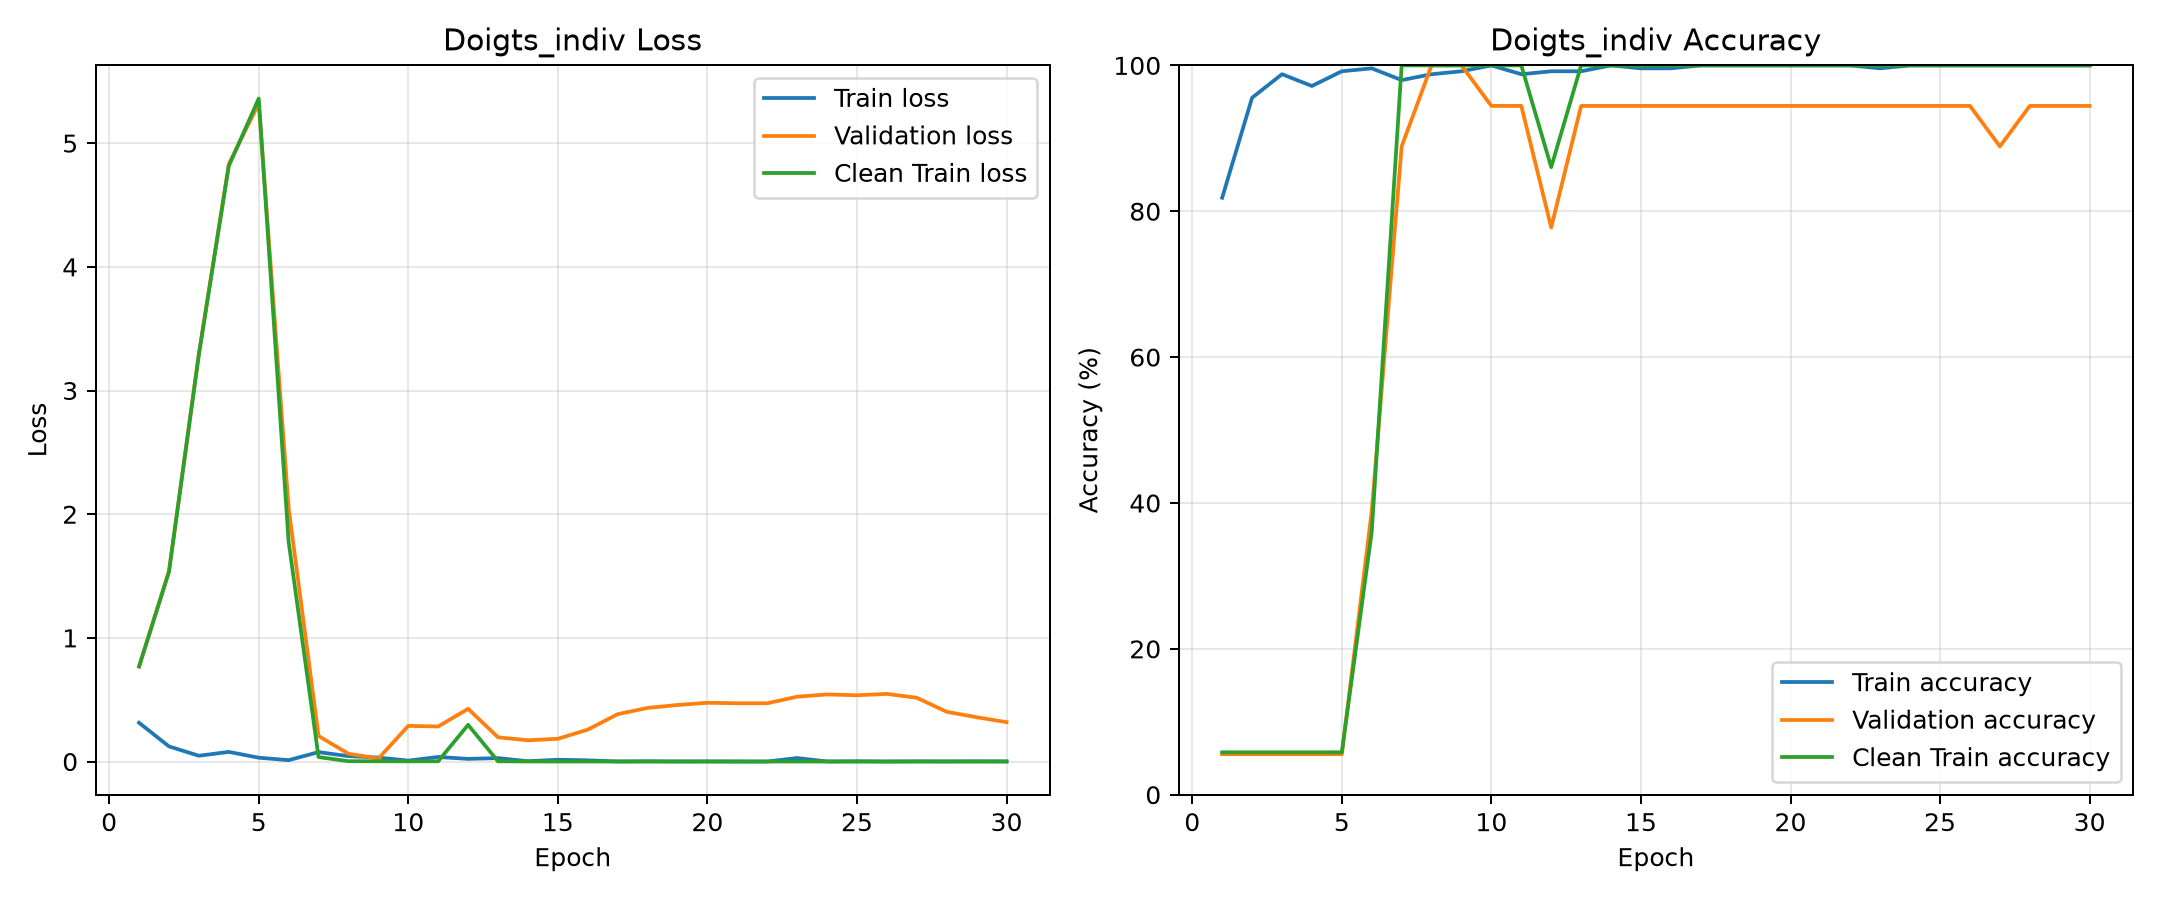 Doigts_indiv Loss
Train loss
Validation loss
Clean Train loss
5
4
3
2
1
0
Loss
0 5 10 15 20 25 30
Epoch
Doigts_indiv Accuracy
100
80
60
40
20
0
Accuracy (%)
Train accuracy
Validation accuracy
Clean Train accuracy
0 5 10 15 20 25 30
Epoch